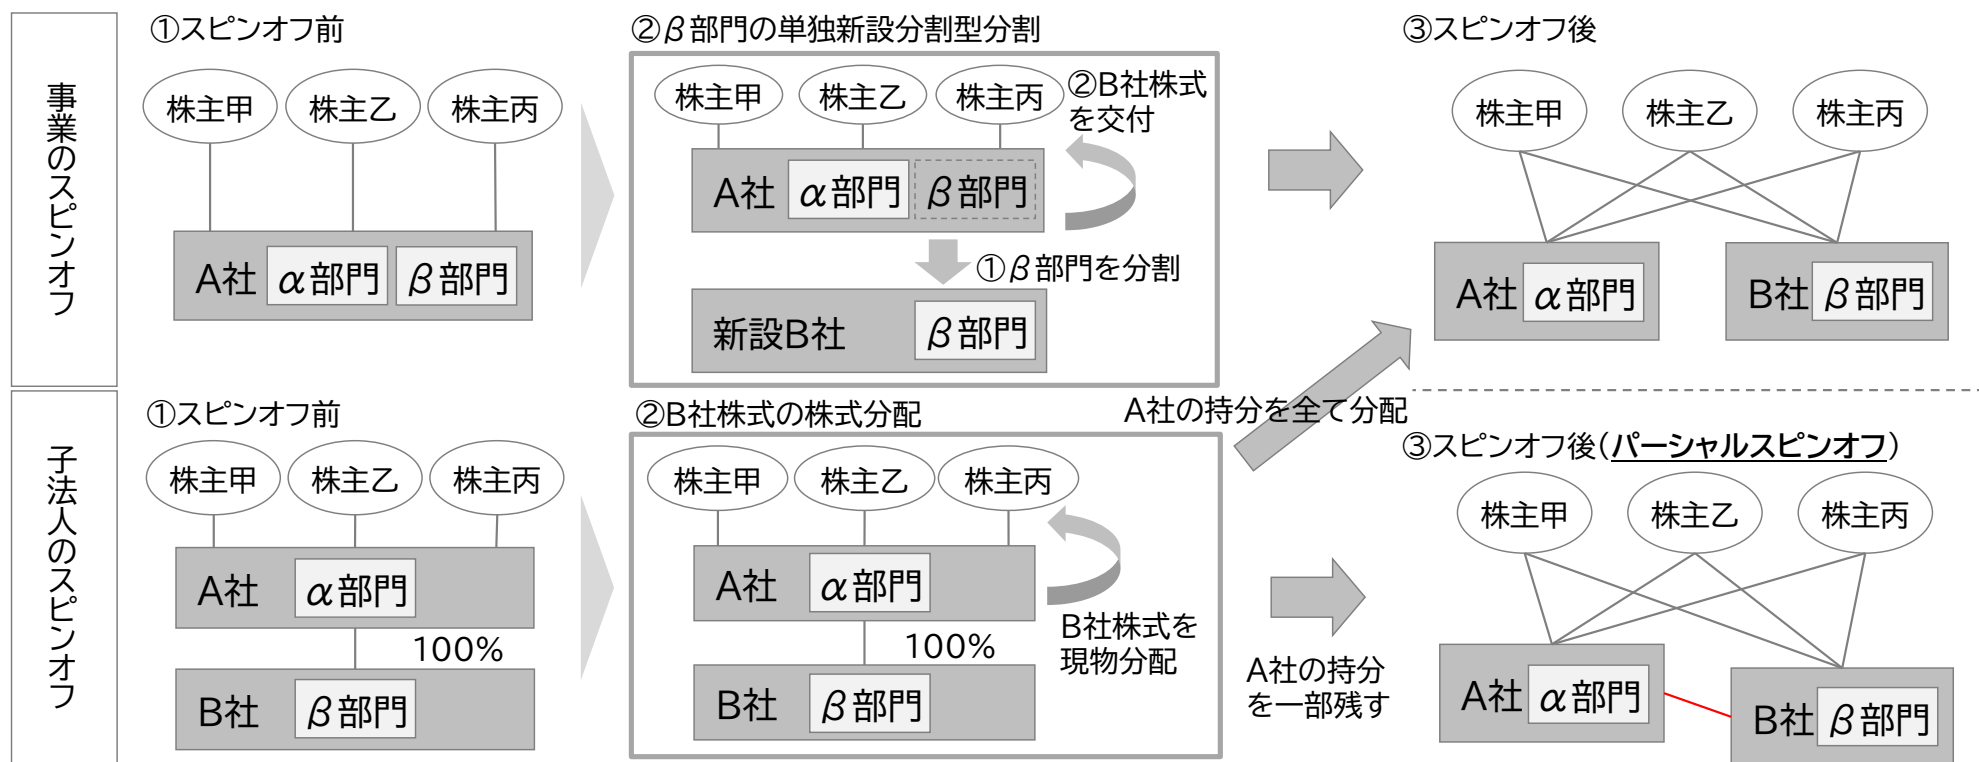 事業のスピンオフ
①スピンオフ前
株主甲
株主乙
株主丙
A社
α部門
β部門
②β部門の単独新設分割型分割
株主甲
株主乙
株主丙
②B社株式
を交付
A社
α部門
β部門
①β部門を分割
新設B社
β部門
③スピンオフ後
株主甲
株主乙
株主丙
A社
α部門
B社
β部門
子法人のスピンオフ
①スピンオフ前
株主甲
株主乙
株主丙
A社
α部門
100%
B社
β部門
②B社株式の株式分配
株主甲
株主乙
株主丙
A社
α部門
100%
B社
β部門
B社株式を
現物分配
A社の持分を全て分配
A社の持分
を一部残す
③スピンオフ後(パーシャルスピンオフ)
株主甲
株主乙
株主丙
A社
α部門
B社
β部門